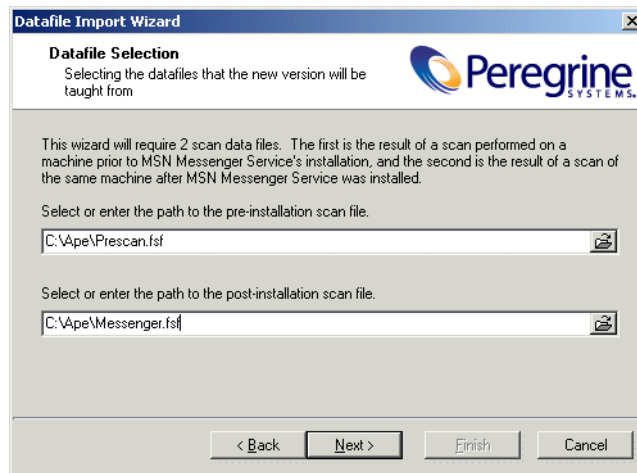 Datafile Import Wizard
Datafile Selection
Selecting the datafiles that the new version will be
taught from
Peregrine
SYSTEMS
This wizard will require 2 scan data files. The first is the result of a scan performed on a
machine prior to MSN Messenger Service's installation, and the second is the result of a scan of
the same machine after MSN Messenger Service was installed.
Select or enter the path to the pre-installation scan file.
C:\Ape\Prescan.fsf
Select or enter the path to the post-installation scan file.
C:\Ape\Messenger.fsf
< Back
Next >
Finish
Cancel